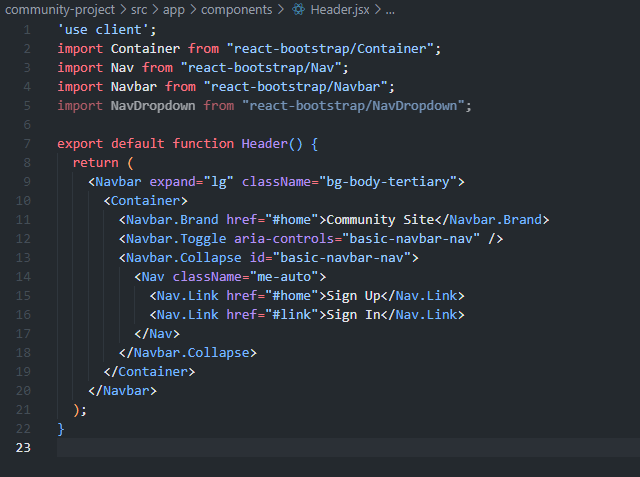 community-project > src > app > components > Header.jsx > ...
1 'use client';
2 import Container from "react-bootstrap/Container";
3 import Nav from "react-bootstrap/Nav";
4 import Navbar from "react-bootstrap/Navbar";
5 import NavDropdown from "react-bootstrap/NavDropdown";
6
7 export default function Header() {
8   return (
9     <Navbar expand="lg" className="bg-body-tertiary">
10       <Container>
11         <Navbar.Brand href="#home">Community Site</Navbar.Brand>
12         <Navbar.Toggle aria-controls="basic-navbar-nav" />
13         <Navbar.Collapse id="basic-navbar-nav">
14           <Nav className="me-auto">
15             <Nav.Link href="#home">Sign Up</Nav.Link>
16             <Nav.Link href="#link">Sign In</Nav.Link>
17           </Nav>
18         </Navbar.Collapse>
19       </Container>
20     </Navbar>
21   );
22 }
23